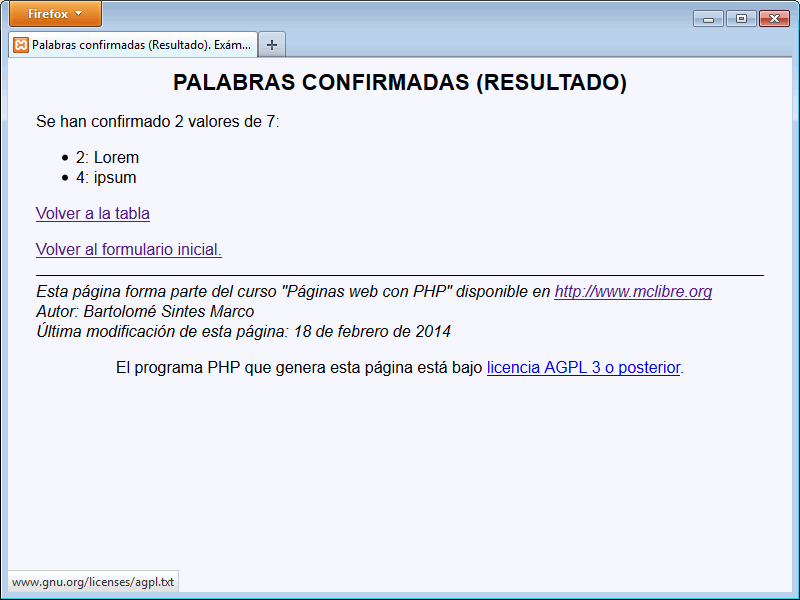 Firefox
Palabras confirmadas (Resultado). Exám...
PALABRAS CONFIRMADAS (RESULTADO)
Se han confirmado 2 valores de 7:
• 2: Lorem
• 4: ipsum
Volver a la tabla
Volver al formulario inicial.
Esta página forma parte del curso "Páginas web con PHP" disponible en http://www.mclibre.org
Autor: Bartolomé Sintes Marco
Última modificación de esta página: 18 de febrero de 2014
El programa PHP que genera esta página está bajo licencia AGPL 3 o posterior.
www.gnu.org/licenses/agpl.txt